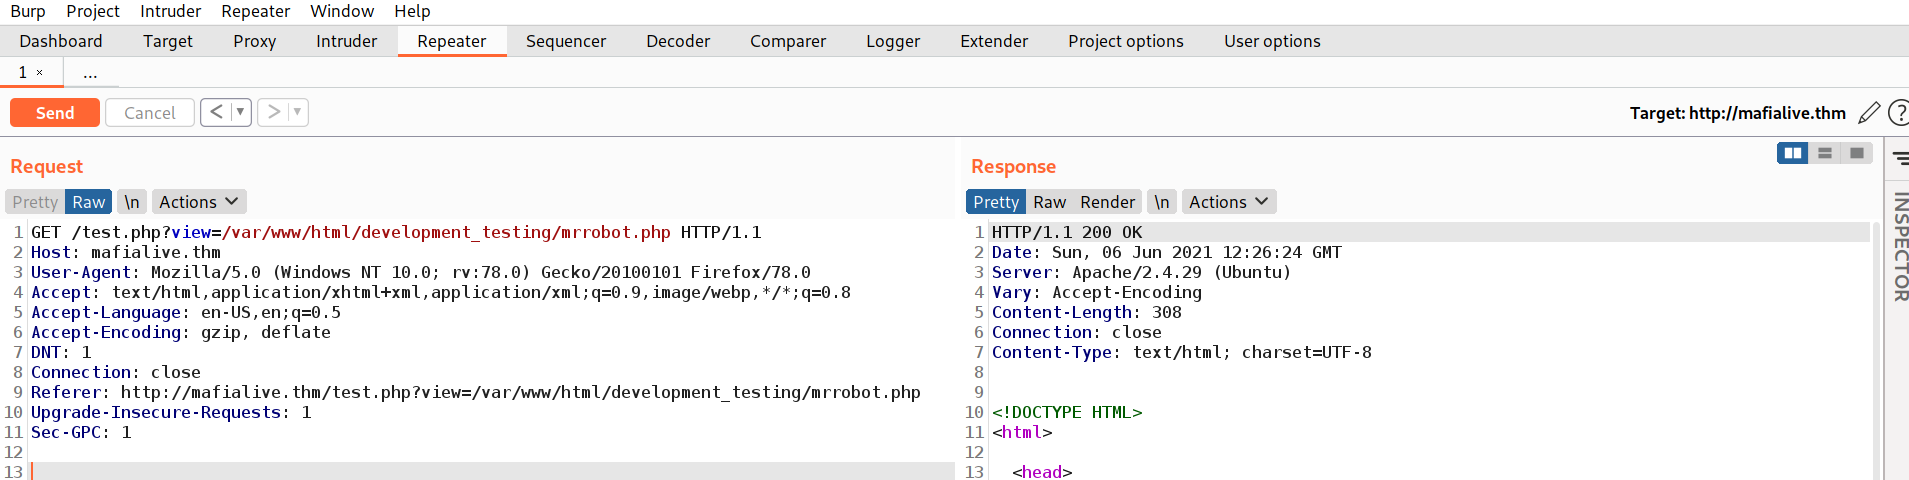 Burp Project Intruder Repeater Window Help
Dashboard Target Proxy Intruder Repeater Sequencer Decoder Comparer Logger Extender Project options User options
1 × ...
Send Cancel < ▼ > ▼ Target: http://mafialive.thm ?
Request
Pretty Raw \n Actions
1 GET /test.php?view=/var/www/html/development_testing/mrrobot.php HTTP/1.1
2 Host: mafialive.thm
3 User-Agent: Mozilla/5.0 (Windows NT 10.0; rv:78.0) Gecko/20100101 Firefox/78.0
4 Accept: text/html,application/xhtml+xml,application/xml;q=0.9,image/webp,*/*;q=0.8
5 Accept-Language: en-US,en;q=0.5
6 Accept-Encoding: gzip, deflate
7 DNT: 1
8 Connection: close
9 Referer: http://mafialive.thm/test.php?view=/var/www/html/development_testing/mrrobot.php
10 Upgrade-Insecure-Requests: 1
11 Sec-GPC: 1
12
13
Response
Pretty Raw Render \n Actions
1 HTTP/1.1 200 OK
2 Date: Sun, 06 Jun 2021 12:26:24 GMT
3 Server: Apache/2.4.29 (Ubuntu)
4 Vary: Accept-Encoding
5 Content-Length: 308
6 Connection: close
7 Content-Type: text/html; charset=UTF-8
8
9
10 <!DOCTYPE HTML>
11 <html>
12
13 <head>
INSPECTOR